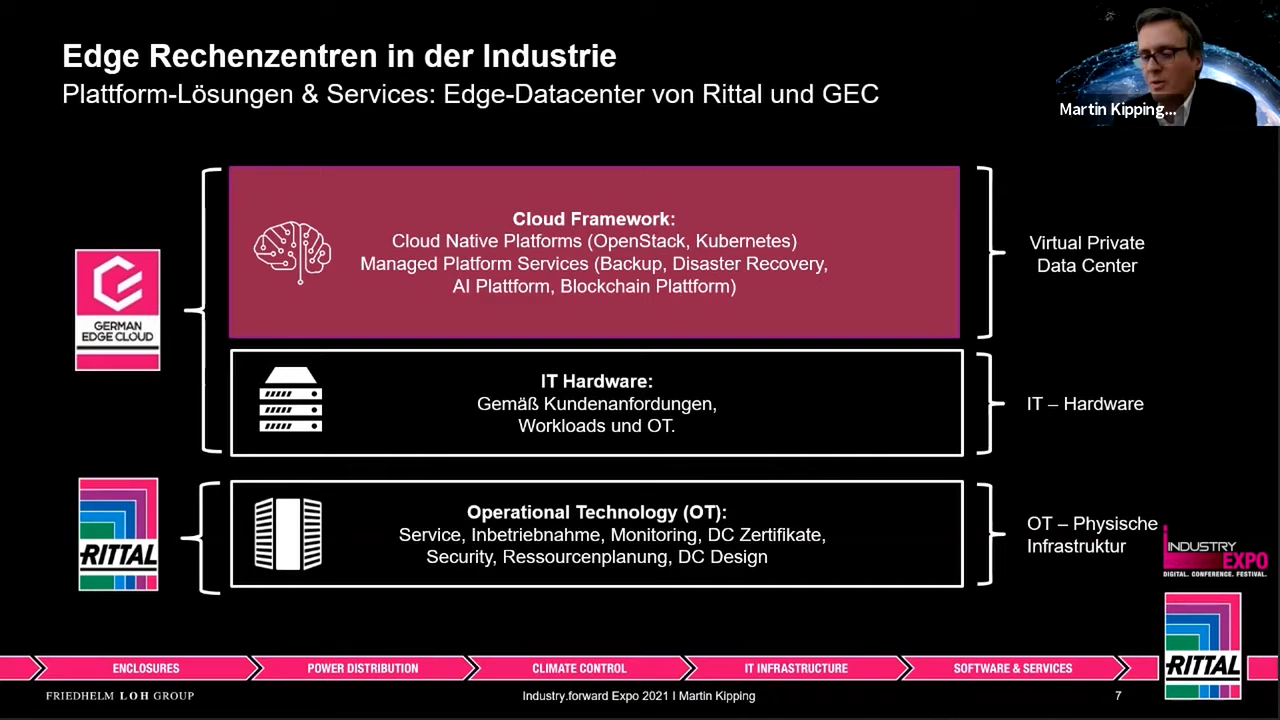 Edge Rechenzentren in der Industrie
Plattform-Lösungen & Services: Edge-Datacenter von Rittal und GEC
Martin Kipping...
Cloud Framework:
Cloud Native Platforms (OpenStack, Kubernetes)
Managed Platform Services (Backup, Disaster Recovery,
AI Plattform, Blockchain Plattform)
Virtual Private
Data Center
GERMAN
EDGE CLOUD
IT Hardware:
Gemäß Kundenanfordungen,
Workloads und OT.
IT – Hardware
RITTAL
Operational Technology (OT):
Service, Inbetriebnahme, Monitoring, DC Zertifikate,
Security, Ressourcenplanung, DC Design
OT – Physische
Infrastruktur
INDUSTRY
EXPO
DIGITAL. CONFERENCE. FESTIVAL.
RITTAL
ENCLOSURES
POWER DISTRIBUTION
CLIMATE CONTROL
IT INFRASTRUCTURE
SOFTWARE & SERVICES
FRIEDHELM LOH GROUP
Industry.forward Expo 2021 I Martin Kipping
7